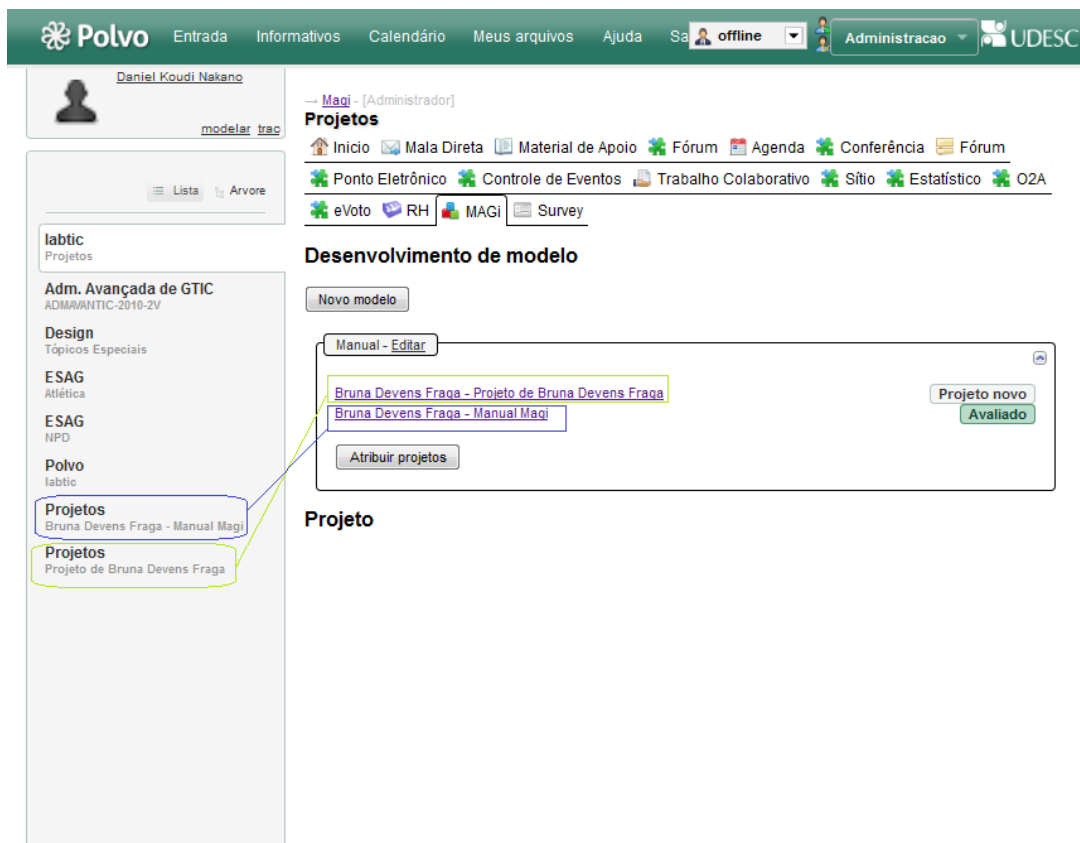 Polvo Entrada Informativos Calendário Meus arquivos Ajuda Sa offline Administracao UDESC
Daniel Koudi Nakano
modelar trac
Lista Arvore
labtic
Projetos
Adm. Avançada de GTIC
ADMAVANTIC-2010-2V
Design
Tópicos Especiais
ESAG
Atlética
ESAG
NPD
Polvo
labtic
Projetos
Bruna Devens Fraga - Manual Magi
Projetos
Projeto de Bruna Devens Fraga
→ Magi - [Administrador]
Projetos
Inicio Mala Direta Material de Apoio Fórum Agenda Conferência Fórum
Ponto Eletrônico Controle de Eventos Trabalho Colaborativo Sítio Estatístico O2A
eVoto RH MAGi Survey
Desenvolvimento de modelo
Novo modelo
Manual - Editar
Bruna Devens Fraga - Projeto de Bruna Devens Fraga Projeto novo
Bruna Devens Fraga - Manual Magi Avaliado
Atribuir projetos
Projeto